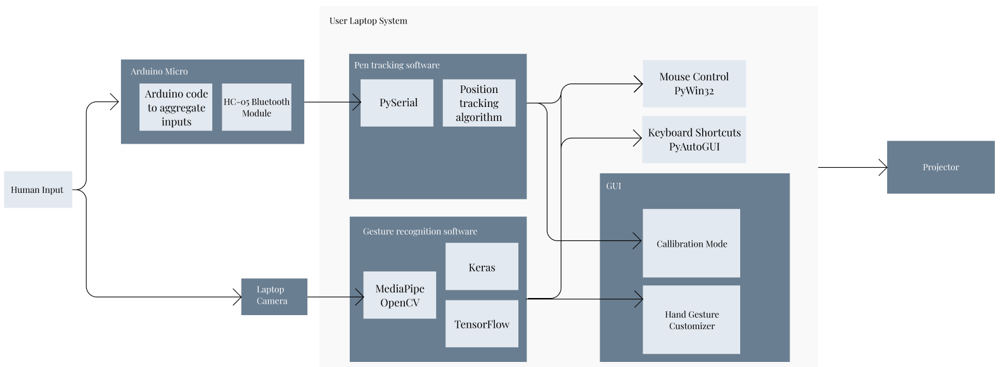 User Laptop System
Arduino Micro
Arduino code
to aggregate
inputs
HC-05 Bluetooth
Module
Pen tracking software
PySerial
Position
tracking
algorithm
Mouse Control
PyWin32
Keyboard Shortcuts
PyAutoGUI
Human Input
Projector
GUI
Callibration Mode
Hand Gesture
Customizer
Gesture recognition software
Keras
MediaPipe
OpenCV
TensorFlow
Laptop
Camera